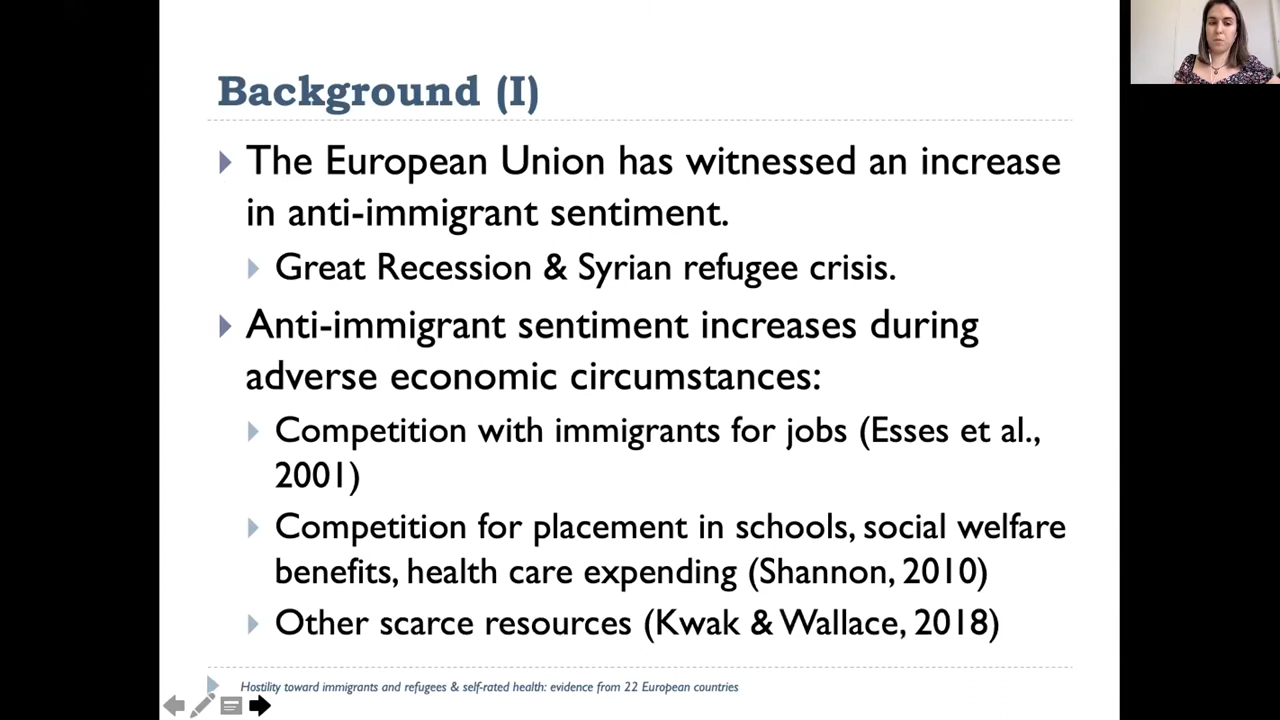 Background (I)
The European Union has witnessed an increase
in anti-immigrant sentiment.
Great Recession & Syrian refugee crisis.
Anti-immigrant sentiment increases during
adverse economic circumstances:
Competition with immigrants for jobs (Esses et al.,
2001)
Competition for placement in schools, social welfare
benefits, health care expending (Shannon, 2010)
Other scarce resources (Kwak & Wallace, 2018)
Hostility toward immigrants and refugees & self-rated health: evidence from 22 European countries